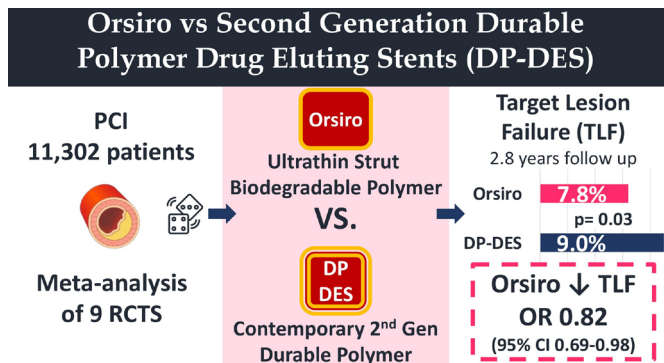 Orsiro vs Second Generation Durable
Polymer Drug Eluting Stents (DP-DES)
PCI
11,302 patients
Meta-analysis
of 9 RCTS
Orsiro
Ultrathin Strut
Biodegradable Polymer
VS.
DP
DES
Contemporary 2nd Gen
Durable Polymer
Target Lesion
Failure (TLF)
2.8 years follow up
Orsiro 7.8%
p= 0.03
DP-DES 9.0%
Orsiro ↓ TLF
OR 0.82
(95% CI 0.69-0.98)